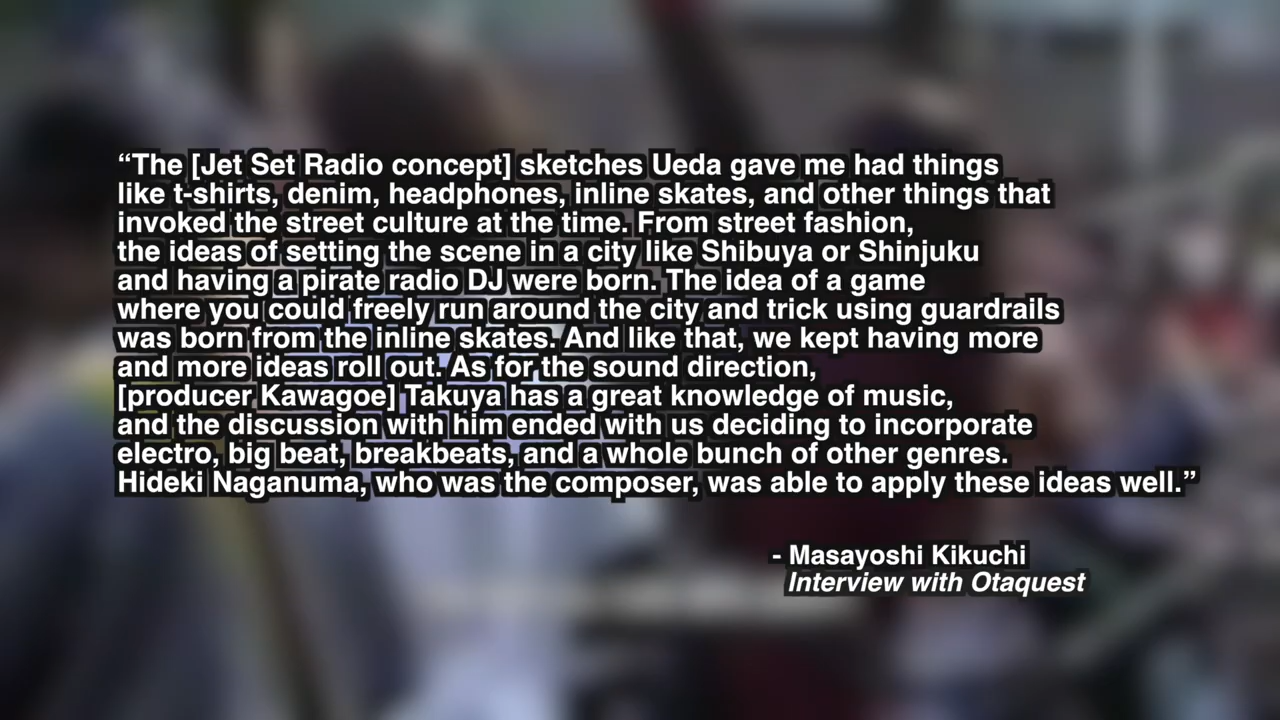 “The [Jet Set Radio concept] sketches Ueda gave me had things
like t-shirts, denim, headphones, inline skates, and other things that
invoked the street culture at the time. From street fashion,
the ideas of setting the scene in a city like Shibuya or Shinjuku
and having a pirate radio DJ were born. The idea of a game
where you could freely run around the city and trick using guardrails
was born from the inline skates. And like that, we kept having more
and more ideas roll out. As for the sound direction,
[producer Kawagoe] Takuya has a great knowledge of music,
and the discussion with him ended with us deciding to incorporate
electro, big beat, breakbeats, and a whole bunch of other genres.
Hideki Naganuma, who was the composer, was able to apply these ideas well.”
- Masayoshi Kikuchi
Interview with Otaquest